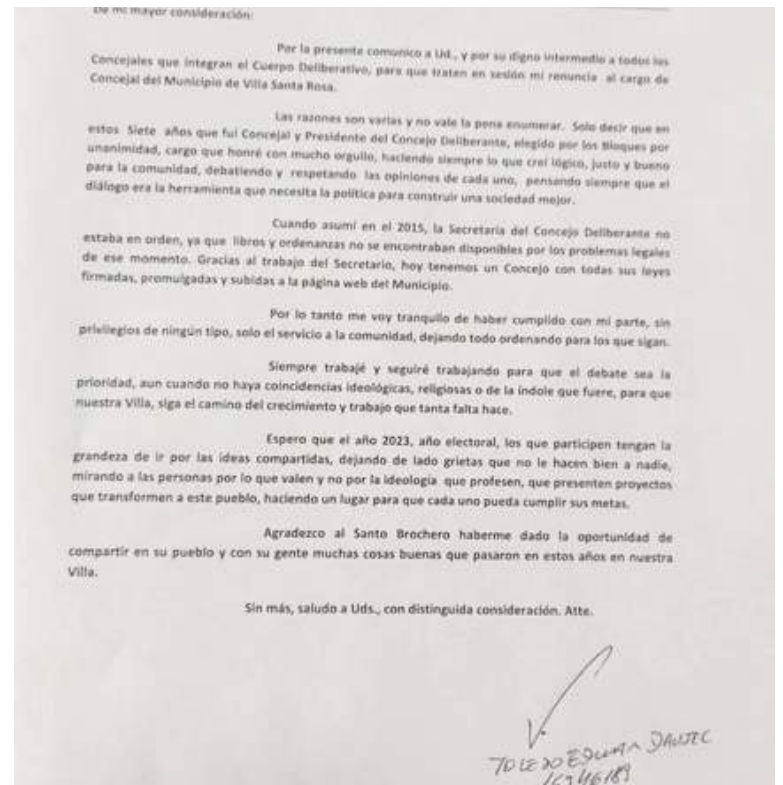 De mi mayor consideración:
Por la presente comunico a Ud., y por su digno intermedio a todos los
Concejales que integran el Cuerpo Deliberativo, para que traten en sesión mi renuncia al cargo de
Concejal del Municipio de Villa Santa Rosa.
Las razones son varias y no vale la pena enumerar. Solo decir que en
estos Siete años que fui Concejal y Presidente del Concejo Deliberante, elegido por los Bloques por
unanimidad, cargo que honré con mucho orgullo, haciendo siempre lo que creí lógico, justo y bueno
para la comunidad, debatiendo y respetando las opiniones de cada uno, pensando siempre que el
diálogo era la herramienta que necesita la política para construir una sociedad mejor.
Cuando asumí en el 2015, la Secretaria del Concejo Deliberante no
estaba en orden, ya que libros y ordenanzas no se encontraban disponibles por los problemas legales
de ese momento. Gracias al trabajo del Secretario, hoy tenemos un Concejo con todas sus leyes
firmadas, promulgadas y subidas a la página web del Municipio.
Por lo tanto me voy tranquilo de haber cumplido con mi parte, sin
privilegios de ningún tipo, solo el servicio a la comunidad, dejando todo ordenando para los que sigan.
Siempre trabajé y seguiré trabajando para que el debate sea la
prioridad, aun cuando no haya coincidencias ideológicas, religiosas o de la índole que fuere, para que
nuestra Villa, siga el camino del crecimiento y trabajo que tanta falta hace.
Espero que el año 2023, año electoral, los que participen tengan la
grandeza de ir por las ideas compartidas, dejando de lado grietas que no le hacen bien a nadie,
mirando a las personas por lo que valen y no por la ideología que profesen, que presenten proyectos
que transformen a este pueblo, haciendo un lugar para que cada uno pueda cumplir sus metas.
Agradezco al Santo Brochero haberme dado la oportunidad de
compartir en su pueblo y con su gente muchas cosas buenas que pasaron en estos años en nuestra
Villa.
Sin más, saludo a Uds., con distinguida consideración. Atte.
TOLEDO